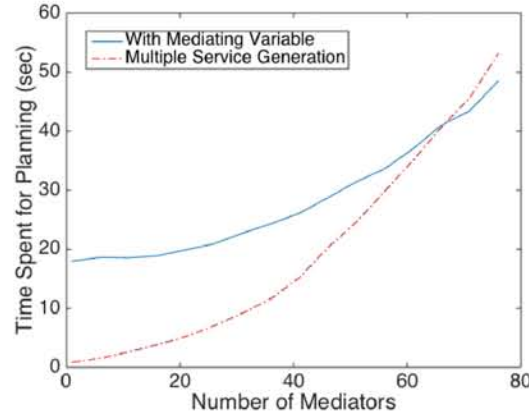 60
50
40
30
20
10
0
Time Spent for Planning (sec)
With Mediating Variable
Multiple Service Generation
0 20 40 60 80
Number of Mediators